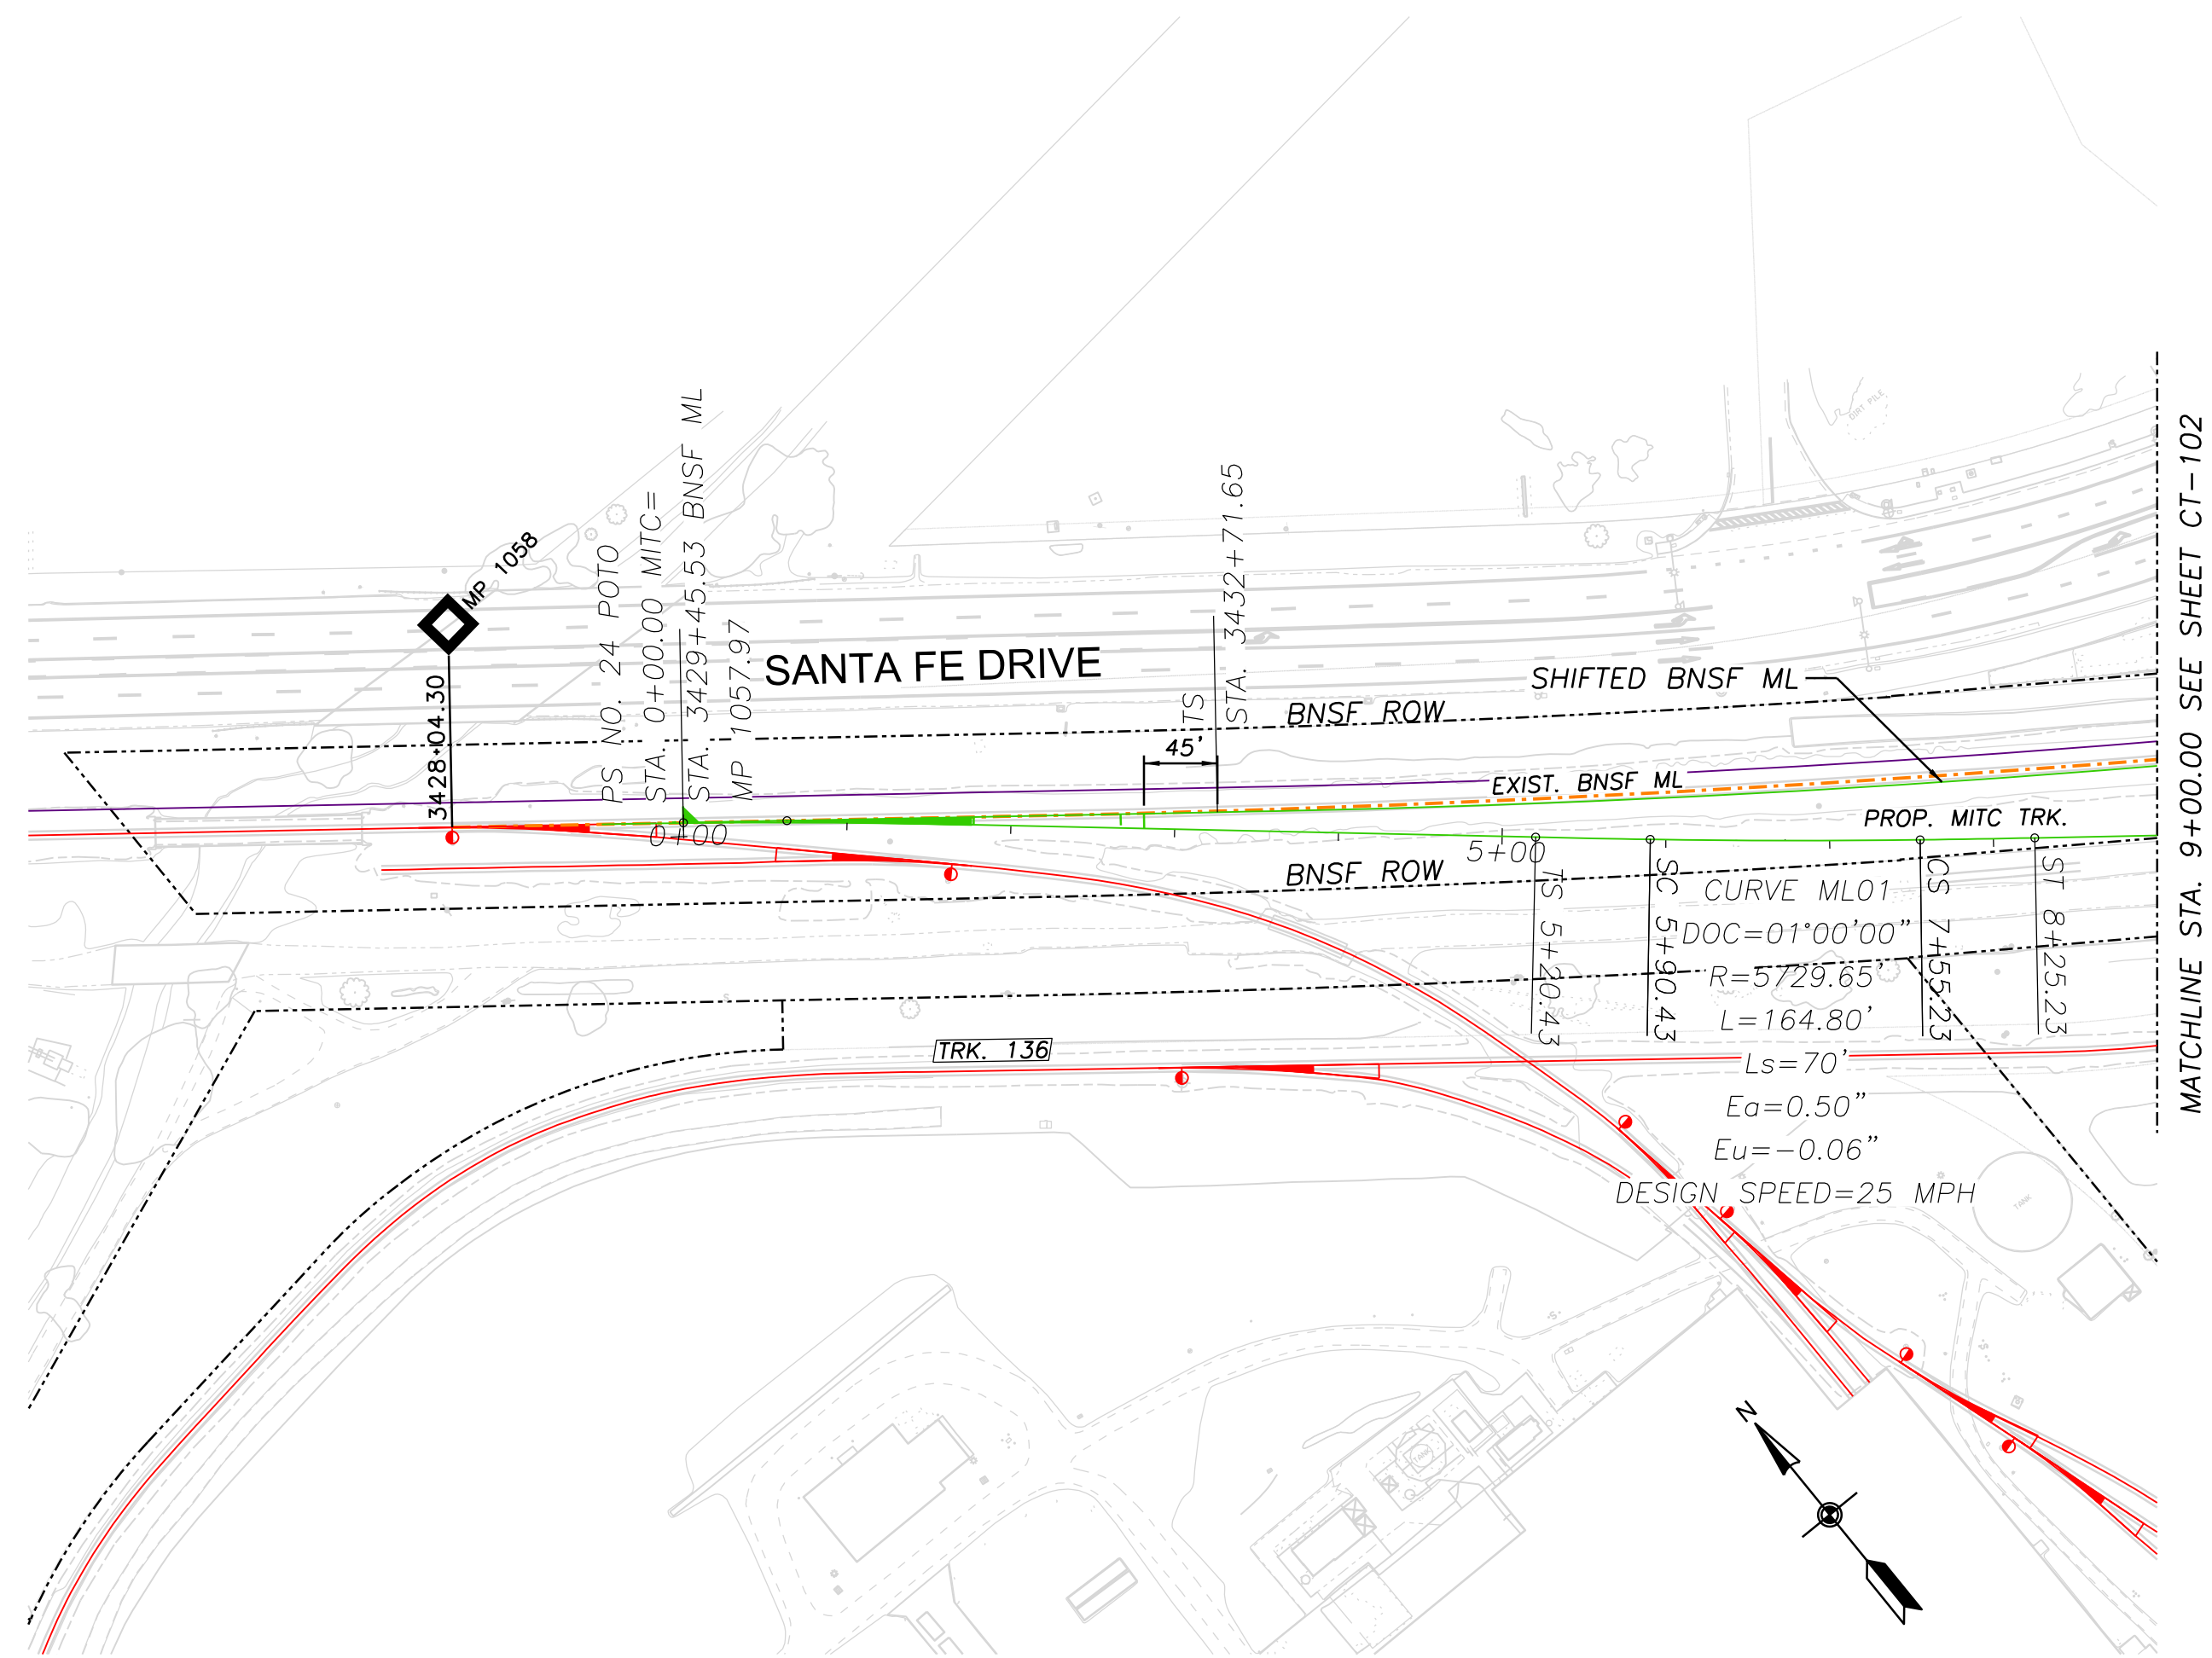 MP 1058
3428+04.30
PS NO. 24 POTO
STA. 0+00.00 MITC=
STA. 3429+45.53 BNSF ML
MP 1057.97
0+00
SANTA FE DRIVE
TS
STA. 3432+71.65
45'
BNSF ROW
EXIST. BNSF ML
SHIFTED BNSF ML
DIRT PILE
PROP. MITC TRK.
BNSF ROW
5+00
TS 5+20.43
SC 5+90.43
CURVE ML01
DOC=01°00'00"
R=5729.65'
L=164.80'
Ls=70'
Ea=0.50"
Eu=-0.06"
DESIGN SPEED=25 MPH
CS 7+55.23
ST 8+25.23
TRK. 136
TANK
TANK
N
MATCHLINE STA. 9+00.00 SEE SHEET CT-102